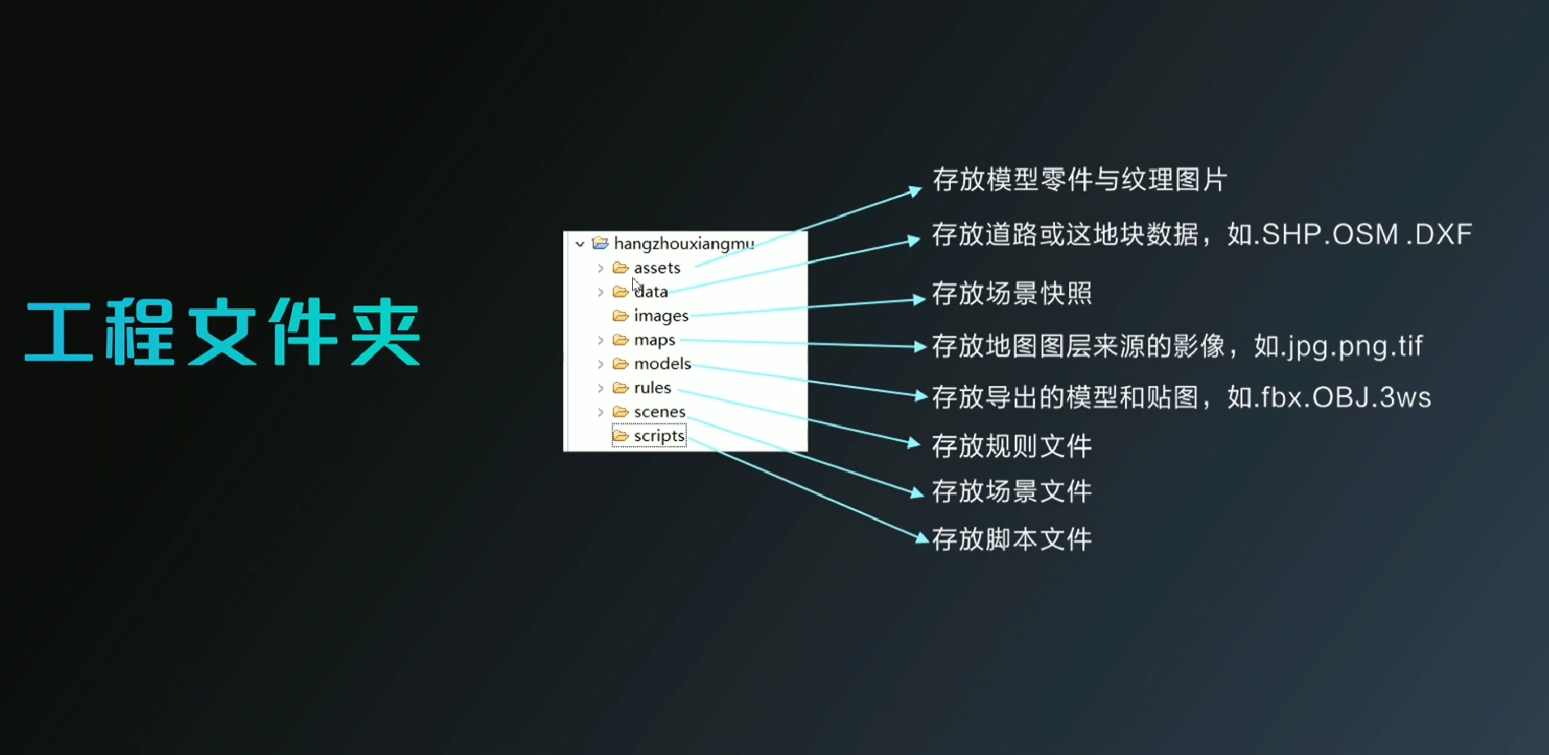 工程文件夹
hangzhouxiangmu
assets
data
images
maps
models
rules
scenes
scripts
存放模型零件与纹理图片
存放道路或这地块数据，如.SHP.OSM .DXF
存放场景快照
存放地图图层来源的影像，如.jpg.png.tif
存放导出的模型和贴图，如.fbx.OBJ.3ws
存放规则文件
存放场景文件
存放脚本文件